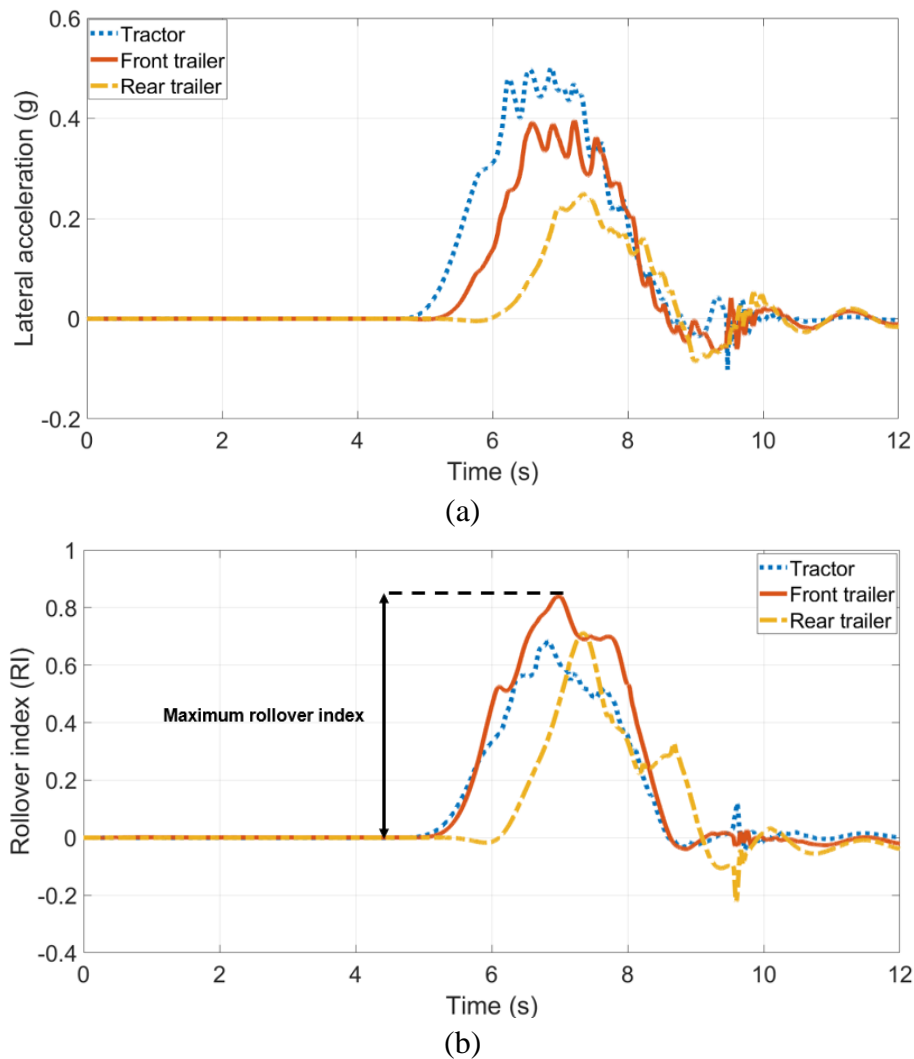 0.6
Tractor
Front trailer
Rear trailer
0.4
0.2
0
-0.2
Lateral acceleration (g)
0 2 4 6 8 10 12
Time (s)
(a)
1
Tractor
Front trailer
Rear trailer
0.8
0.6
Maximum rollover index
0.4
0.2
0
-0.2
-0.4
Rollover index (RI)
0 2 4 6 8 10 12
Time (s)
(b)